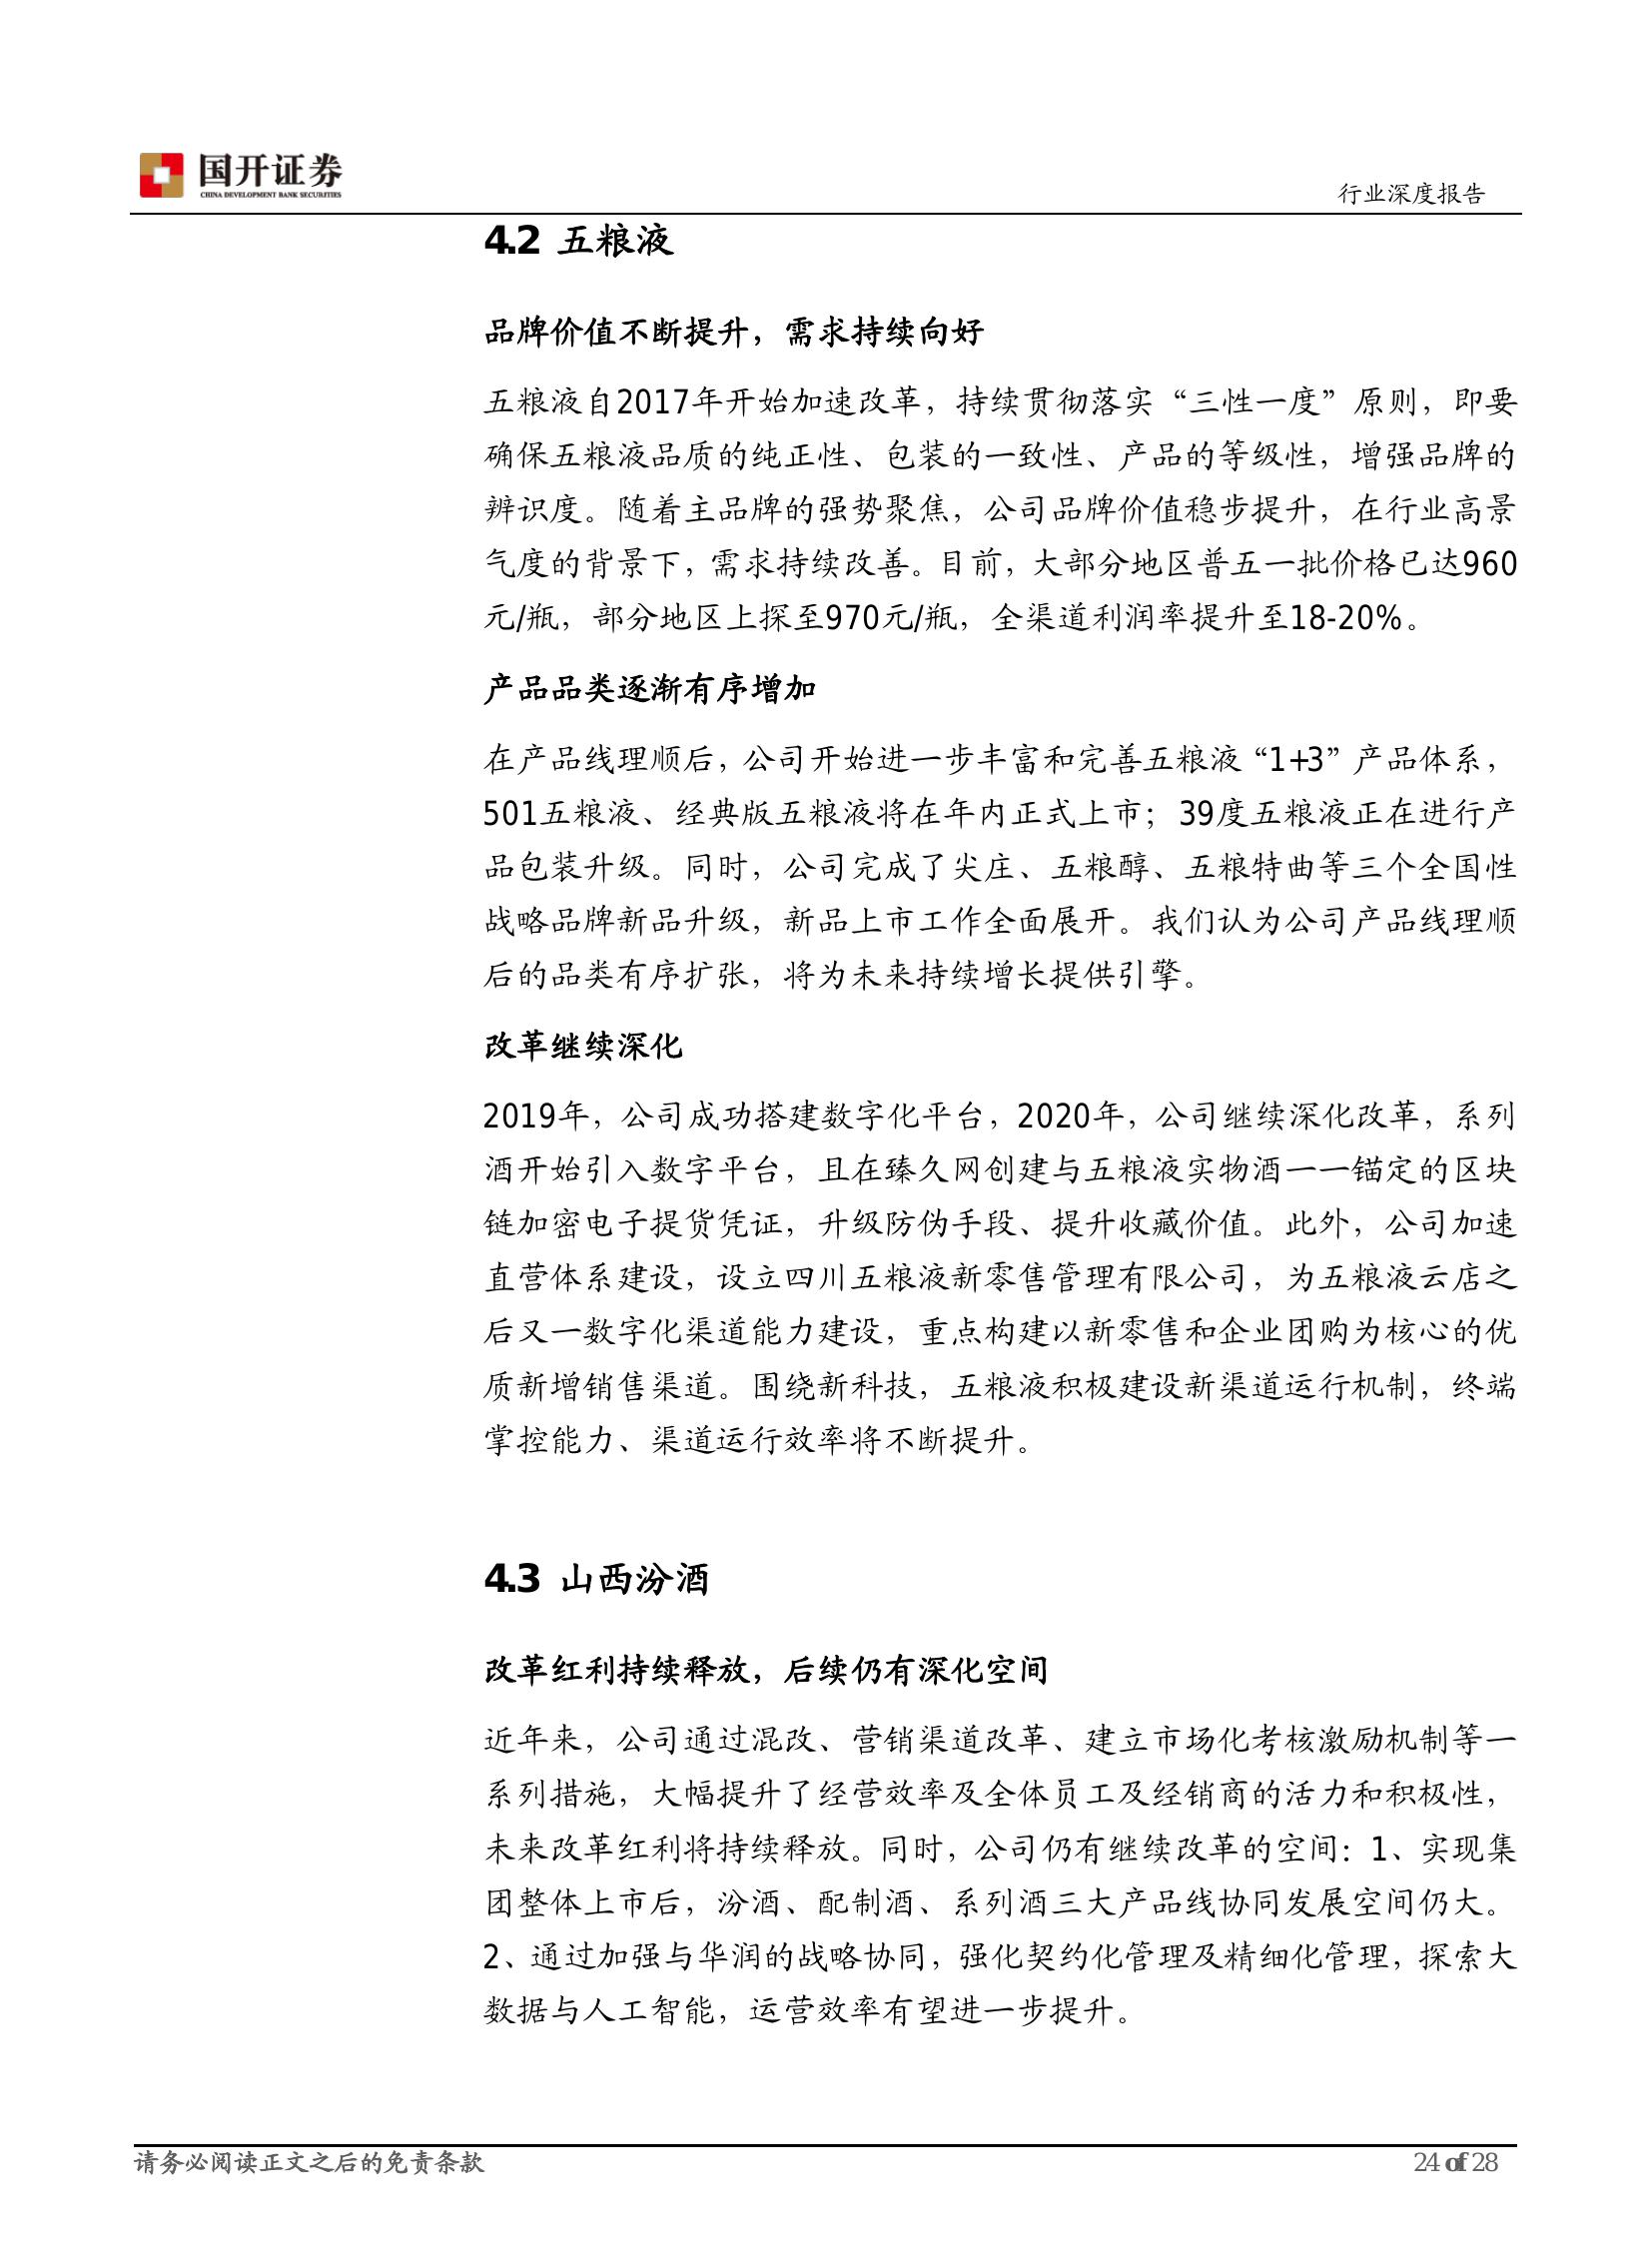 国开证券
CHINA DEVELOPMENT BANK SECURITIES
行业深度报告
4.2 五粮液
品牌价值不断提升，需求持续向好
五粮液自2017年开始加速改革，持续贯彻落实“三性一度”原则，即要
确保五粮液品质的纯正性、包装的一致性、产品的等级性，增强品牌的
辨识度。随着主品牌的强势聚焦，公司品牌价值稳步提升，在行业高景
气度的背景下，需求持续改善。目前，大部分地区普五一批价格已达960
元/瓶，部分地区上探至970元/瓶，全渠道利润率提升至18-20%。
产品品类逐渐有序增加
在产品线理顺后，公司开始进一步丰富和完善五粮液“1+3”产品体系，
501五粮液、经典版五粮液将在年内正式上市；39度五粮液正在进行产
品包装升级。同时，公司完成了尖庄、五粮醇、五粮特曲等三个全国性
战略品牌新品升级，新品上市工作全面展开。我们认为公司产品线理顺
后的品类有序扩张，将为未来持续增长提供引擎。
改革继续深化
2019年，公司成功搭建数字化平台，2020年，公司继续深化改革，系列
酒开始引入数字平台，且在臻久网创建与五粮液实物酒一一锚定的区块
链加密电子提货凭证，升级防伪手段、提升收藏价值。此外，公司加速
直营体系建设，设立四川五粮液新零售管理有限公司，为五粮液云店之
后又一数字化渠道能力建设，重点构建以新零售和企业团购为核心的优
质新增销售渠道。围绕新科技，五粮液积极建设新渠道运行机制，终端
掌控能力、渠道运行效率将不断提升。
4.3 山西汾酒
改革红利持续释放，后续仍有深化空间
近年来，公司通过混改、营销渠道改革、建立市场化考核激励机制等一
系列措施，大幅提升了经营效率及全体员工及经销商的活力和积极性，
未来改革红利将持续释放。同时，公司仍有继续改革的空间：1、实现集
团整体上市后，汾酒、配制酒、系列酒三大产品线协同发展空间仍大。
2、通过加强与华润的战略协同，强化契约化管理及精细化管理，探索大
数据与人工智能，运营效率有望进一步提升。
请务必阅读正文之后的免责条款
24 of 28